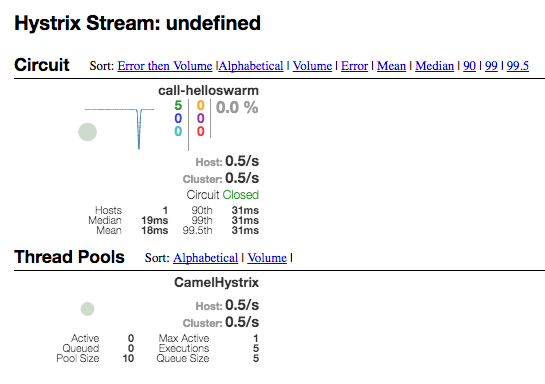 Hystrix Stream: undefined
Circuit Sort: Error then Volume |Alphabetical | Volume | Error | Mean | Median | 90 | 99 | 99.5
call-helloswarm
5 0 0.0 %
0 0
0 0
Host: 0.5/s
Cluster: 0.5/s
Circuit Closed
Hosts 1 90th 31ms
Median 19ms 99th 31ms
Mean 18ms 99.5th 31ms
Thread Pools Sort: Alphabetical | Volume |
CamelHystrix
Host: 0.5/s
Cluster: 0.5/s
Active 0 Max Active 1
Queued 0 Executions 5
Pool Size 10 Queue Size 5